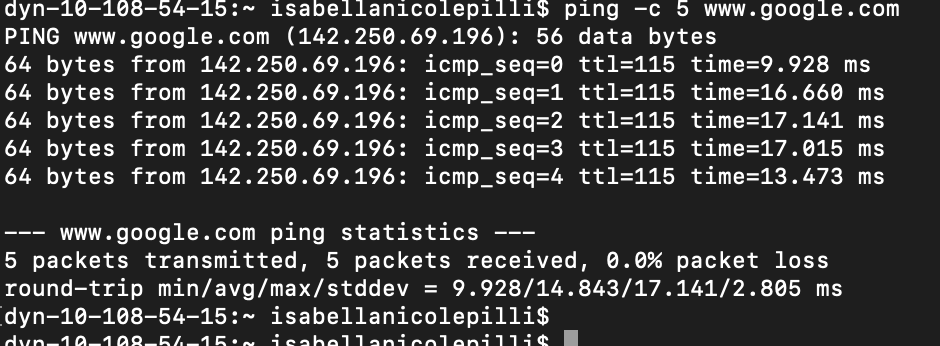 dyn-10-108-54-15:~ isabellanicolepilli$ ping -c 5 www.google.com
PING www.google.com (142.250.69.196): 56 data bytes
64 bytes from 142.250.69.196: icmp_seq=0 ttl=115 time=9.928 ms
64 bytes from 142.250.69.196: icmp_seq=1 ttl=115 time=16.660 ms
64 bytes from 142.250.69.196: icmp_seq=2 ttl=115 time=17.141 ms
64 bytes from 142.250.69.196: icmp_seq=3 ttl=115 time=17.015 ms
64 bytes from 142.250.69.196: icmp_seq=4 ttl=115 time=13.473 ms
--- www.google.com ping statistics ---
5 packets transmitted, 5 packets received, 0.0% packet loss
round-trip min/avg/max/stddev = 9.928/14.843/17.141/2.805 ms
[dyn-10-108-54-15:~ isabellanicolepilli$
dyn-10-108-54-15:~ isabellanicolepilli$